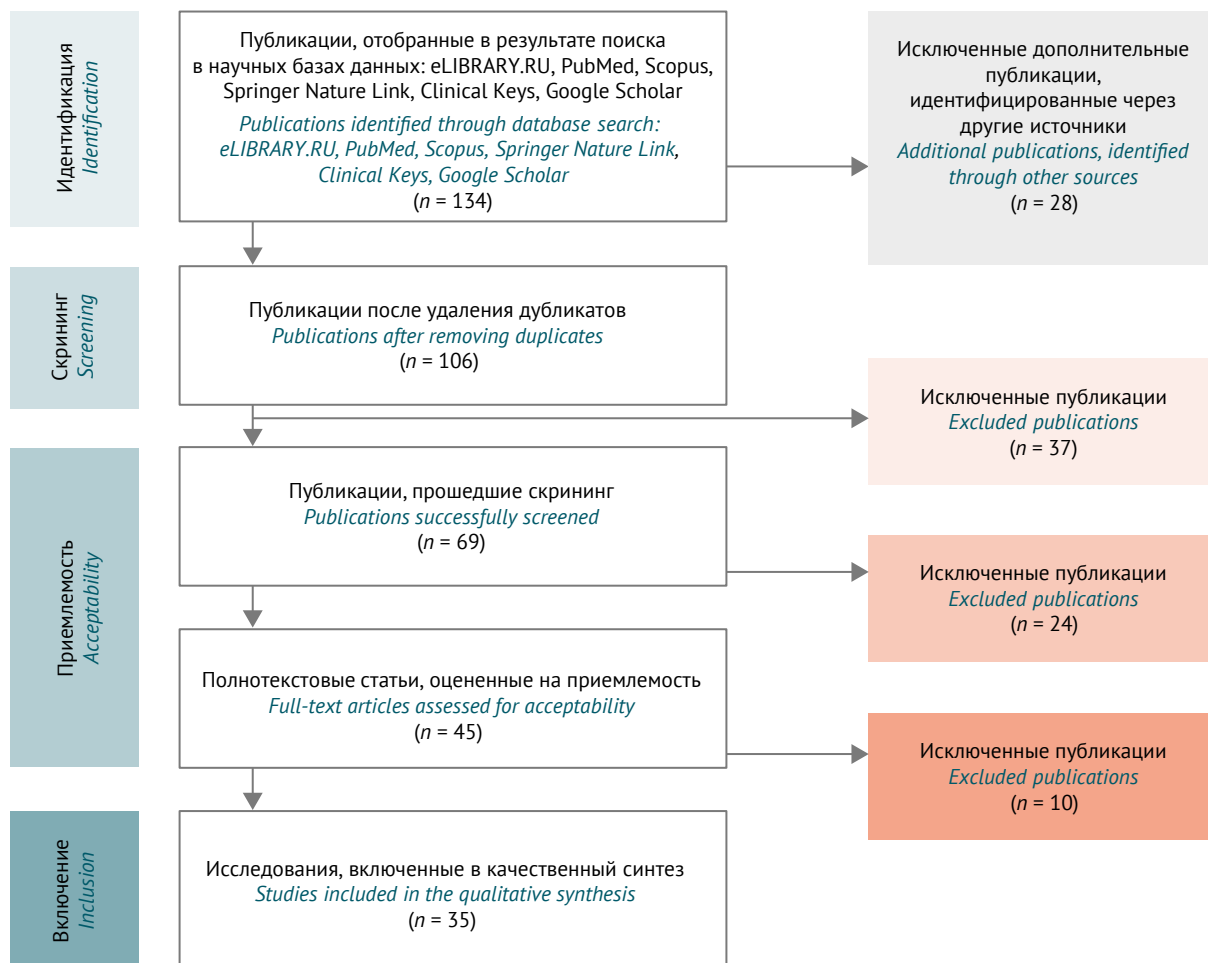 Идентификация
Identification
Публикации, отобранные в результате поиска
в научных базах данных: eLIBRARY.RU, PubMed, Scopus,
Springer Nature Link, Clinical Keys, Google Scholar
Publications identified through database search:
eLIBRARY.RU, PubMed, Scopus, Springer Nature Link,
Clinical Keys, Google Scholar
(n = 134)
Исключенные дополнительные
публикации,
идентифицированные через
другие источники
Additional publications, identified
through other sources
(n = 28)
Скрининг
Screening
Публикации после удаления дубликатов
Publications after removing duplicates
(n = 106)
Исключенные публикации
Excluded publications
(n = 37)
Приемлемость
Acceptability
Публикации, прошедшие скрининг
Publications successfully screened
(n = 69)
Исключенные публикации
Excluded publications
(n = 24)
Полнотекстовые статьи, оцененные на приемлемость
Full-text articles assessed for acceptability
(n = 45)
Исключенные публикации
Excluded publications
(n = 10)
Включение
Inclusion
Исследования, включенные в качественный синтез
Studies included in the qualitative synthesis
(n = 35)